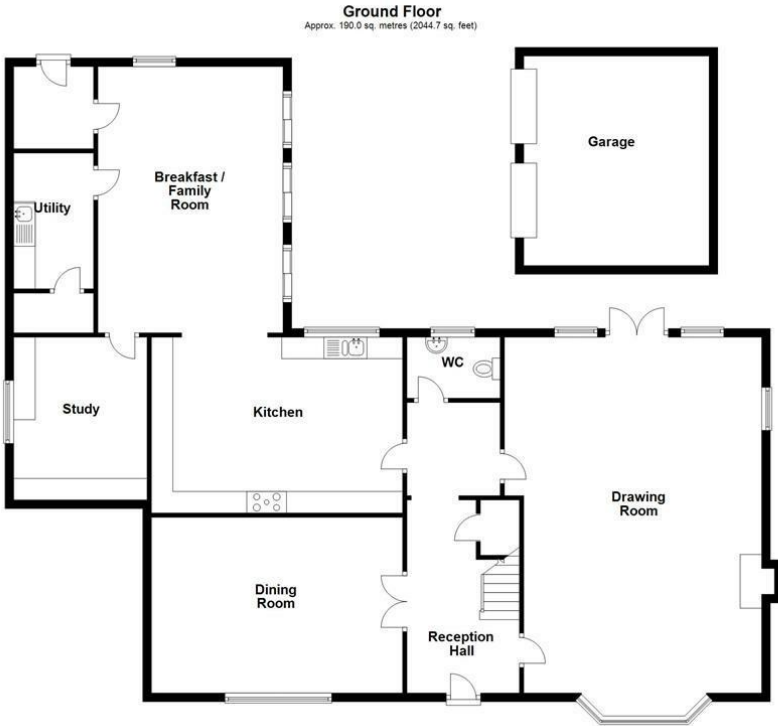 Ground Floor
Approx. 190.0 sq. metres (2044.7 sq. feet)
Garage
Breakfast /
Family
Room
Utility
WC
Study
Kitchen
Drawing
Room
Dining
Room
Reception
Hall